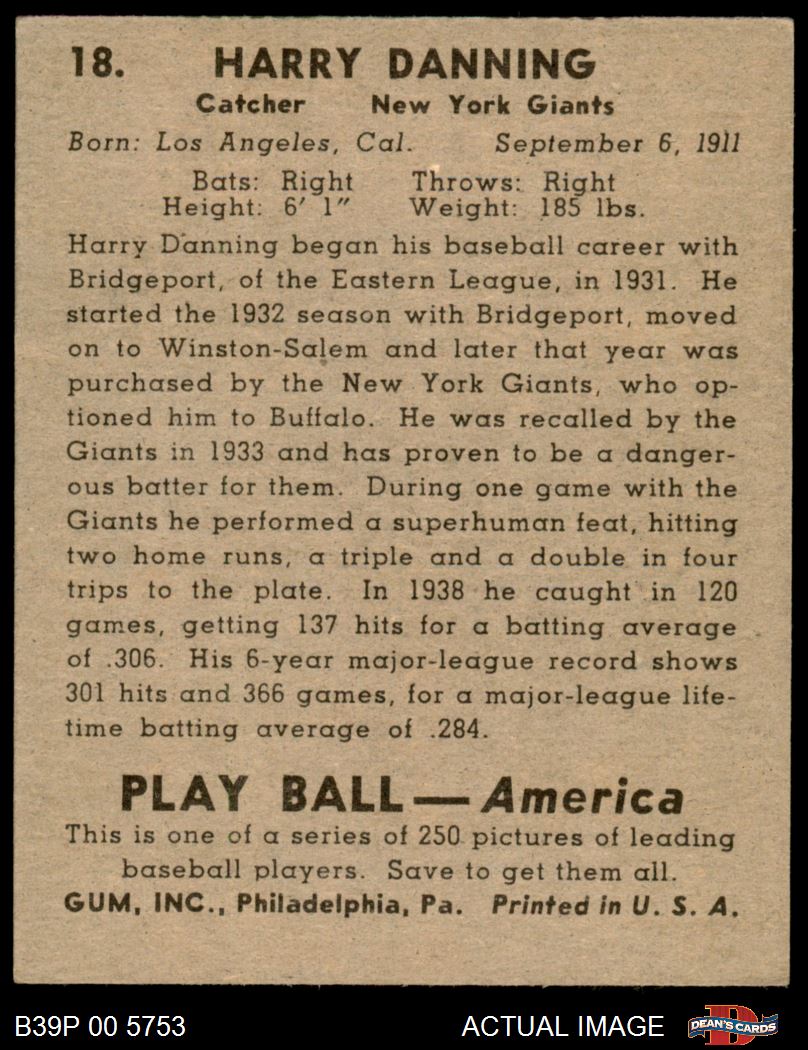 18. HARRY DANNING
Catcher New York Giants
Born: Los Angeles, Cal. September 6, 1911
Bats: Right Throws: Right
Height: 6′ 1″ Weight: 185 lbs.
Harry Danning began his baseball career with
Bridgeport, of the Eastern League, in 1931. He
started the 1932 season with Bridgeport, moved
on to Winston-Salem and later that year was
purchased by the New York Giants, who op-
tioned him to Buffalo. He was recalled by the
Giants in 1933 and has proven to be a danger-
ous batter for them. During one game with the
Giants he performed a superhuman feat, hitting
two home runs, a triple and a double in four
trips to the plate. In 1938 he caught in 120
games, getting 137 hits for a batting average
of .306. His 6-year major-league record shows
301 hits and 366 games, for a major-league life-
time batting average of .284.
PLAY BALL — America
This is one of a series of 250 pictures of leading
baseball players. Save to get them all.
GUM, INC., Philadelphia, Pa. Printed in U. S. A.
B39P 00 5753 ACTUAL IMAGE DEAN'S CARDS